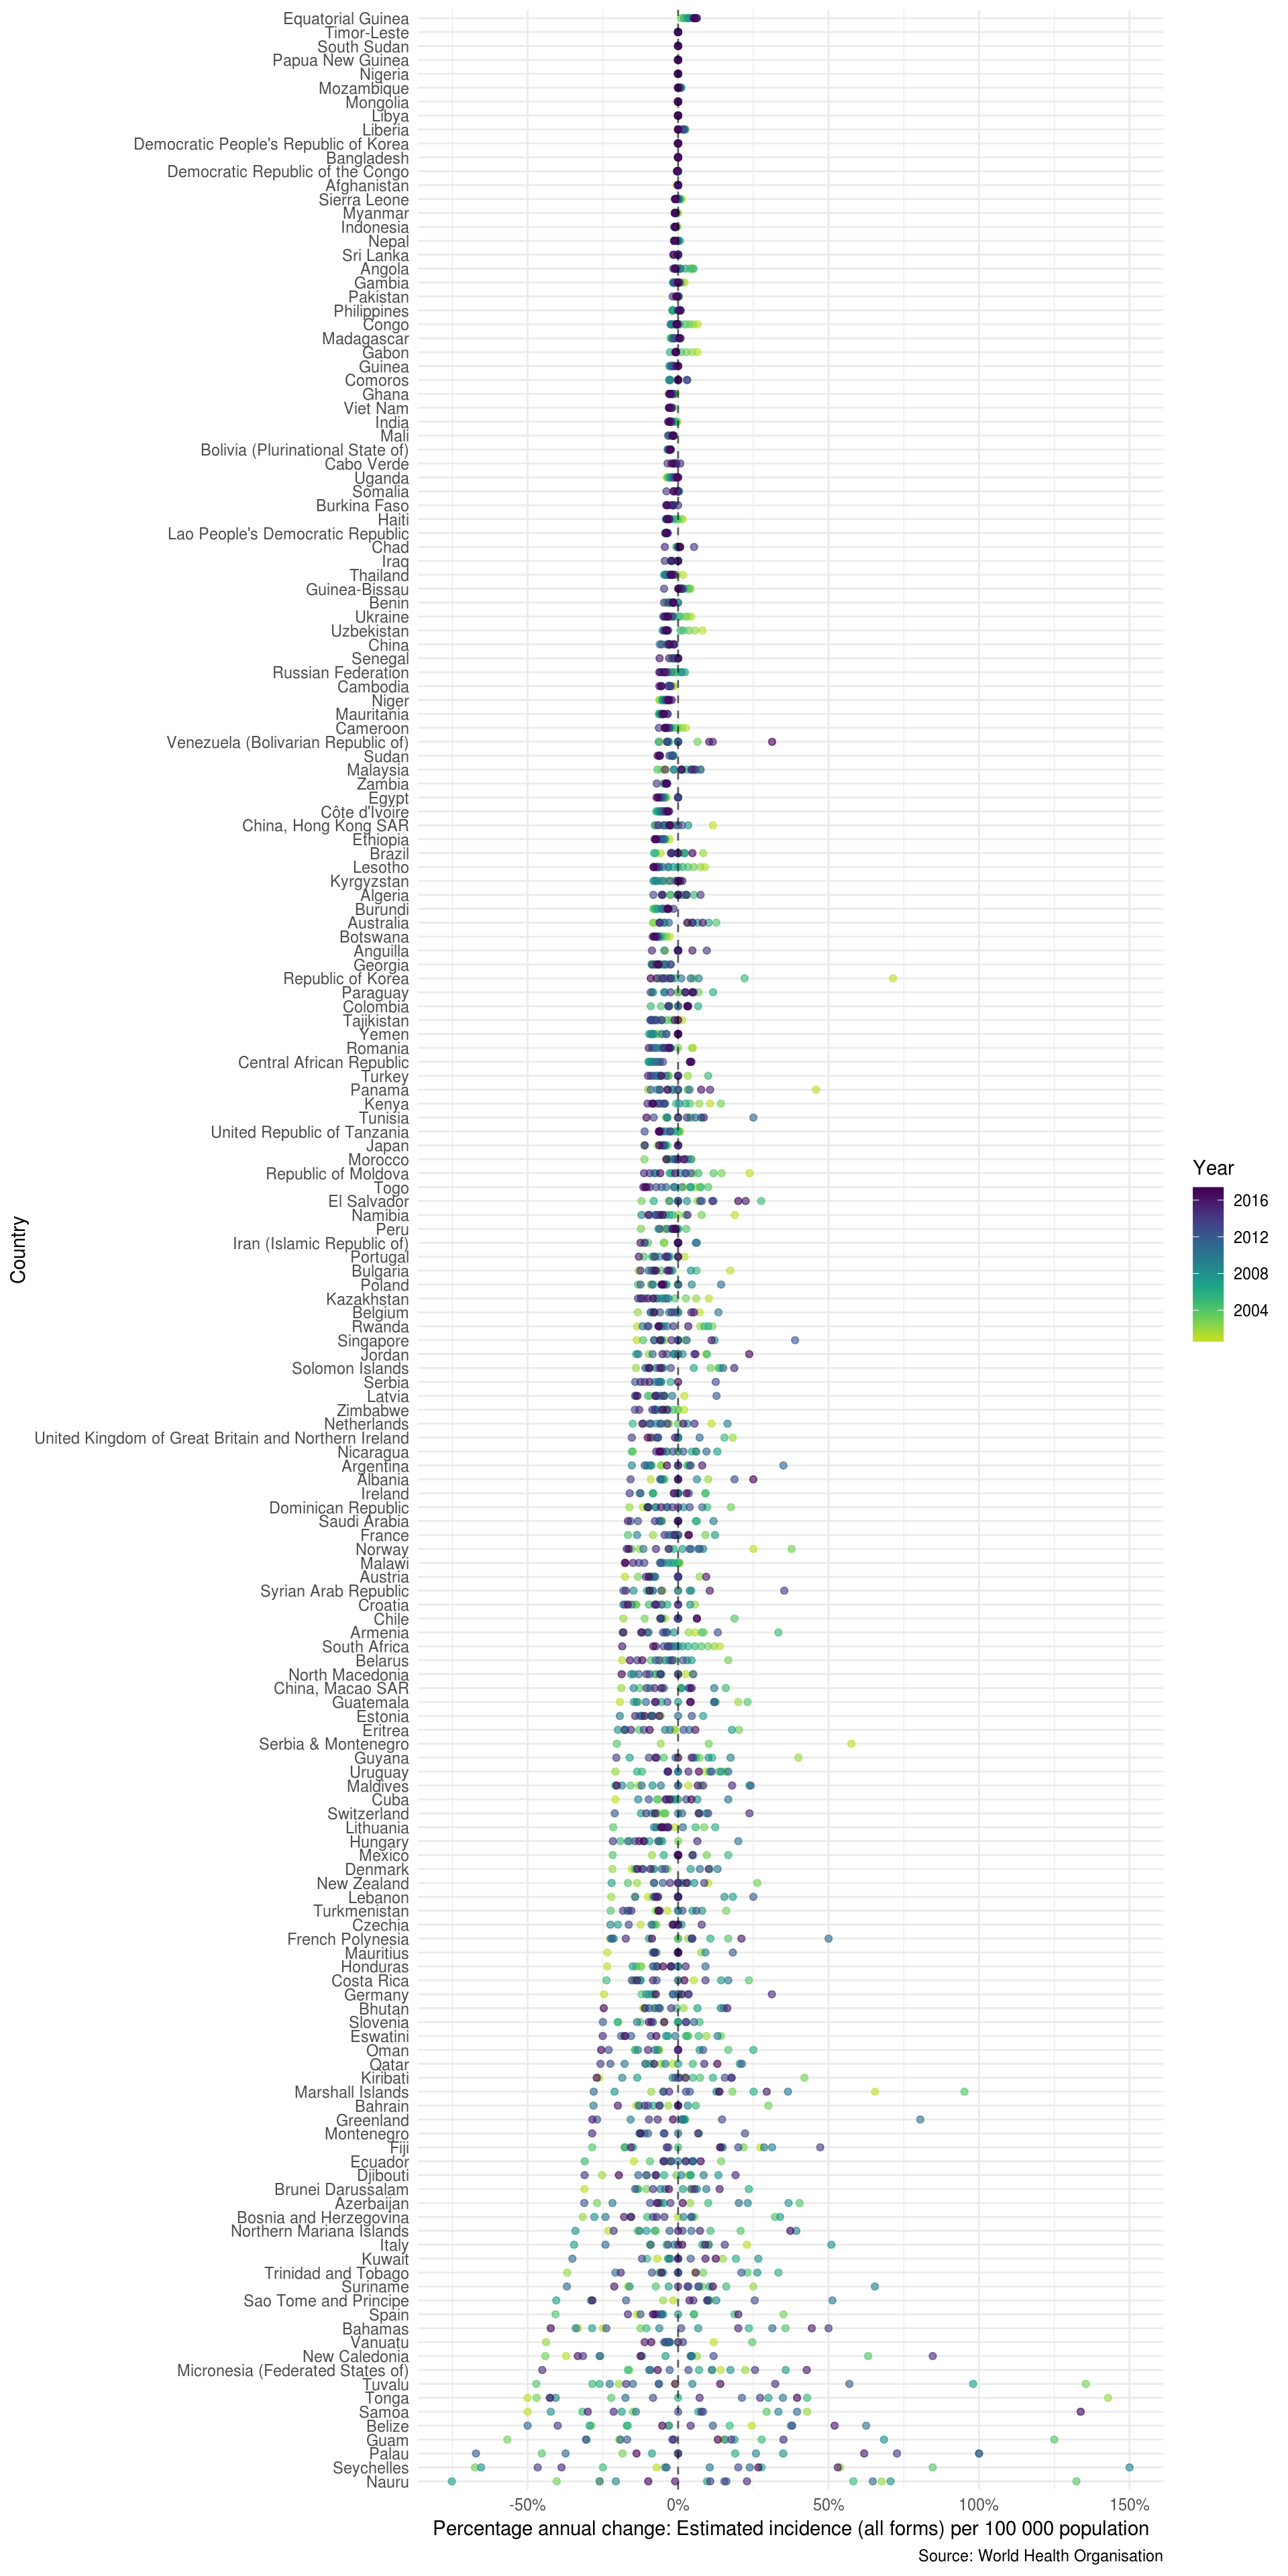 Equatorial Guinea
Timor-Leste
South Sudan
Papua New Guinea
Nigeria
Mozambique
Mongolia
Libya
Liberia
Democratic People's Republic of Korea
Bangladesh
Democratic Republic of the Congo
Afghanistan
Sierra Leone
Myanmar
Indonesia
Nepal
Sri Lanka
Angola
Gambia
Pakistan
Philippines
Congo
Madagascar
Gabon
Guinea
Comoros
Ghana
Viet Nam
India
Mali
Bolivia (Plurinational State of)
Cabo Verde
Uganda
Somalia
Burkina Faso
Haiti
Lao People's Democratic Republic
Chad
Iraq
Thailand
Guinea-Bissau
Benin
Ukraine
Uzbekistan
China
Senegal
Russian Federation
Cambodia
Niger
Mauritania
Cameroon
Venezuela (Bolivarian Republic of)
Sudan
Malaysia
Zambia
Egypt
Côte d'Ivoire
China, Hong Kong SAR
Ethiopia
Brazil
Lesotho
Kyrgyzstan
Algeria
Burundi
Australia
Botswana
Anguilla
Georgia
Republic of Korea
Paraguay
Colombia
Tajikistan
Yemen
Romania
Central African Republic
Turkey
Panama
Kenya
Tunisia
United Republic of Tanzania
Japan
Morocco
Republic of Moldova
Togo
El Salvador
Namibia
Peru
Iran (Islamic Republic of)
Portugal
Bulgaria
Poland
Kazakhstan
Belgium
Rwanda
Singapore
Jordan
Solomon Islands
Serbia
Latvia
Zimbabwe
Netherlands
United Kingdom of Great Britain and Northern Ireland
Nicaragua
Argentina
Albania
Ireland
Dominican Republic
Saudi Arabia
France
Norway
Malawi
Austria
Syrian Arab Republic
Croatia
Chile
Armenia
South Africa
Belarus
North Macedonia
China, Macao SAR
Guatemala
Estonia
Eritrea
Serbia & Montenegro
Guyana
Uruguay
Maldives
Cuba
Switzerland
Lithuania
Hungary
Mexico
Denmark
New Zealand
Lebanon
Turkmenistan
Czechia
French Polynesia
Mauritius
Honduras
Costa Rica
Germany
Bhutan
Slovenia
Eswatini
Oman
Qatar
Kiribati
Marshall Islands
Bahrain
Greenland
Montenegro
Fiji
Ecuador
Djibouti
Brunei Darussalam
Azerbaijan
Bosnia and Herzegovina
Northern Mariana Islands
Italy
Kuwait
Trinidad and Tobago
Suriname
Sao Tome and Principe
Spain
Bahamas
Vanuatu
New Caledonia
Micronesia (Federated States of)
Tuvalu
Tonga
Samoa
Belize
Guam
Palau
Seychelles
Nauru
Country
-50% 0% 50% 100% 150%
Percentage annual change: Estimated incidence (all forms) per 100 000 population
Source: World Health Organisation
Year
2016
2012
2008
2004